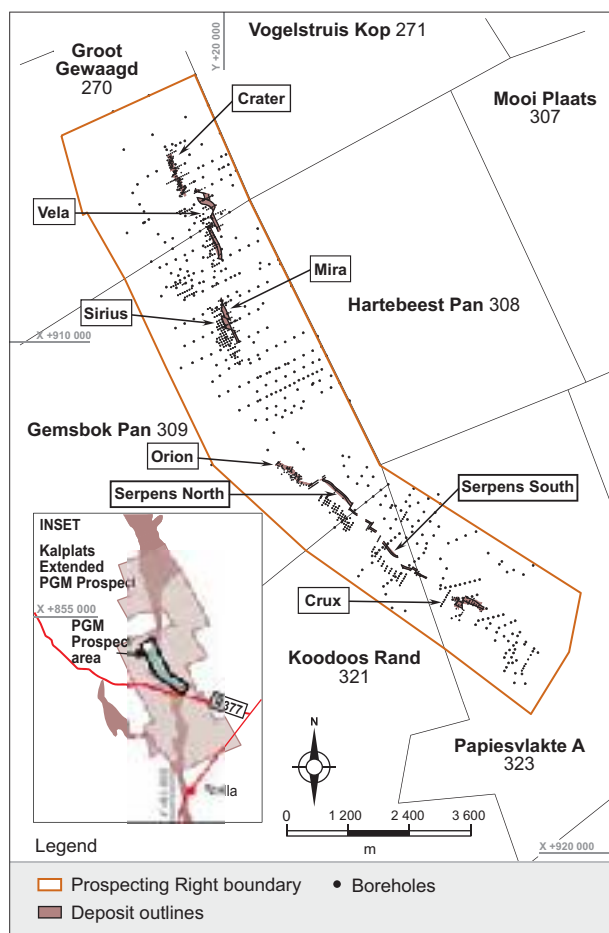 Vogelstruis Kop 271
Y +20 000
Groot
Gewaagd
270
Mooi Plaats
307
Crater
Vela
Mira
Hartebeest Pan 308
Sirius
X +910 000
Gemsbok Pan 309
Orion
Serpens North
Serpens South
Crux
INSET
Kalplats
Extended
PGM Prospect
X +855 000
PGM
Prospect
area
Koodoos Rand
321
Papiesvlakte A
323
N
0 1 200 2 400 3 600
m
X +920 000
Legend
Prospecting Right boundary
Boreholes
Deposit outlines